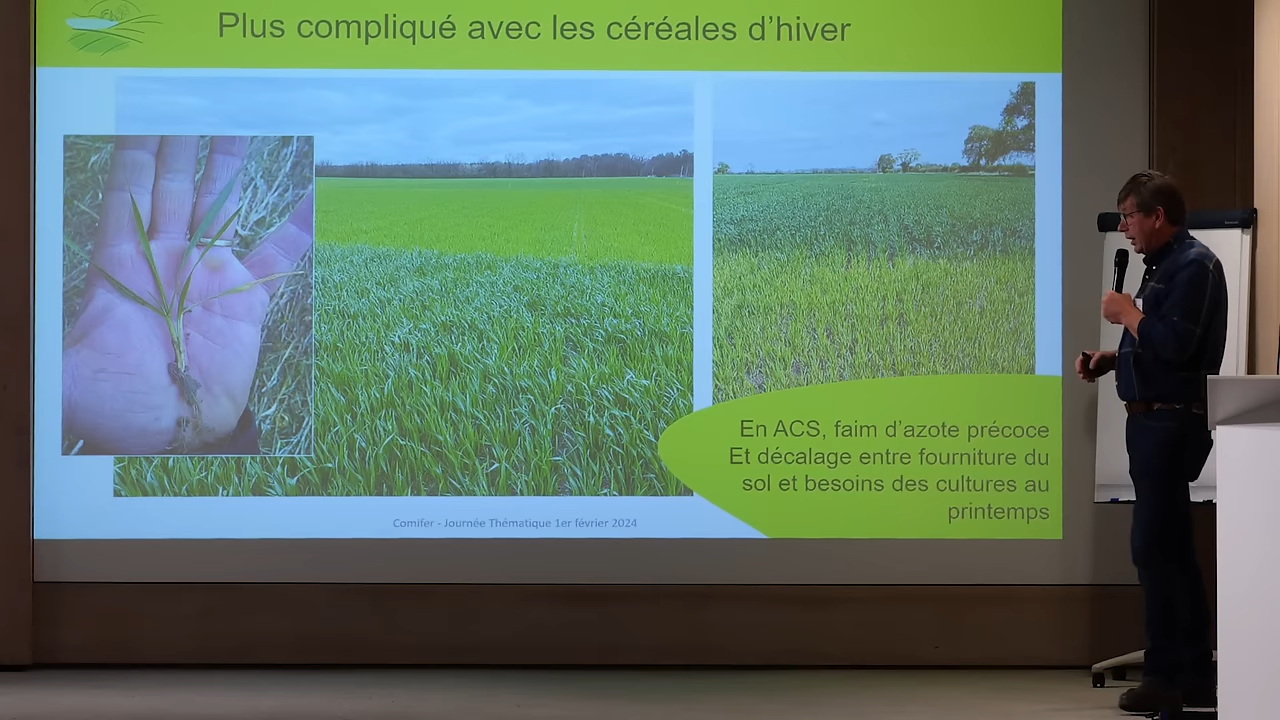 Plus compliqué avec les céréales d'hiver
En ACS, faim d'azote précoce
Et décalage entre fourniture du
sol et besoins des cultures au
printemps
Comifer - Journée Thématique 1er février 2024